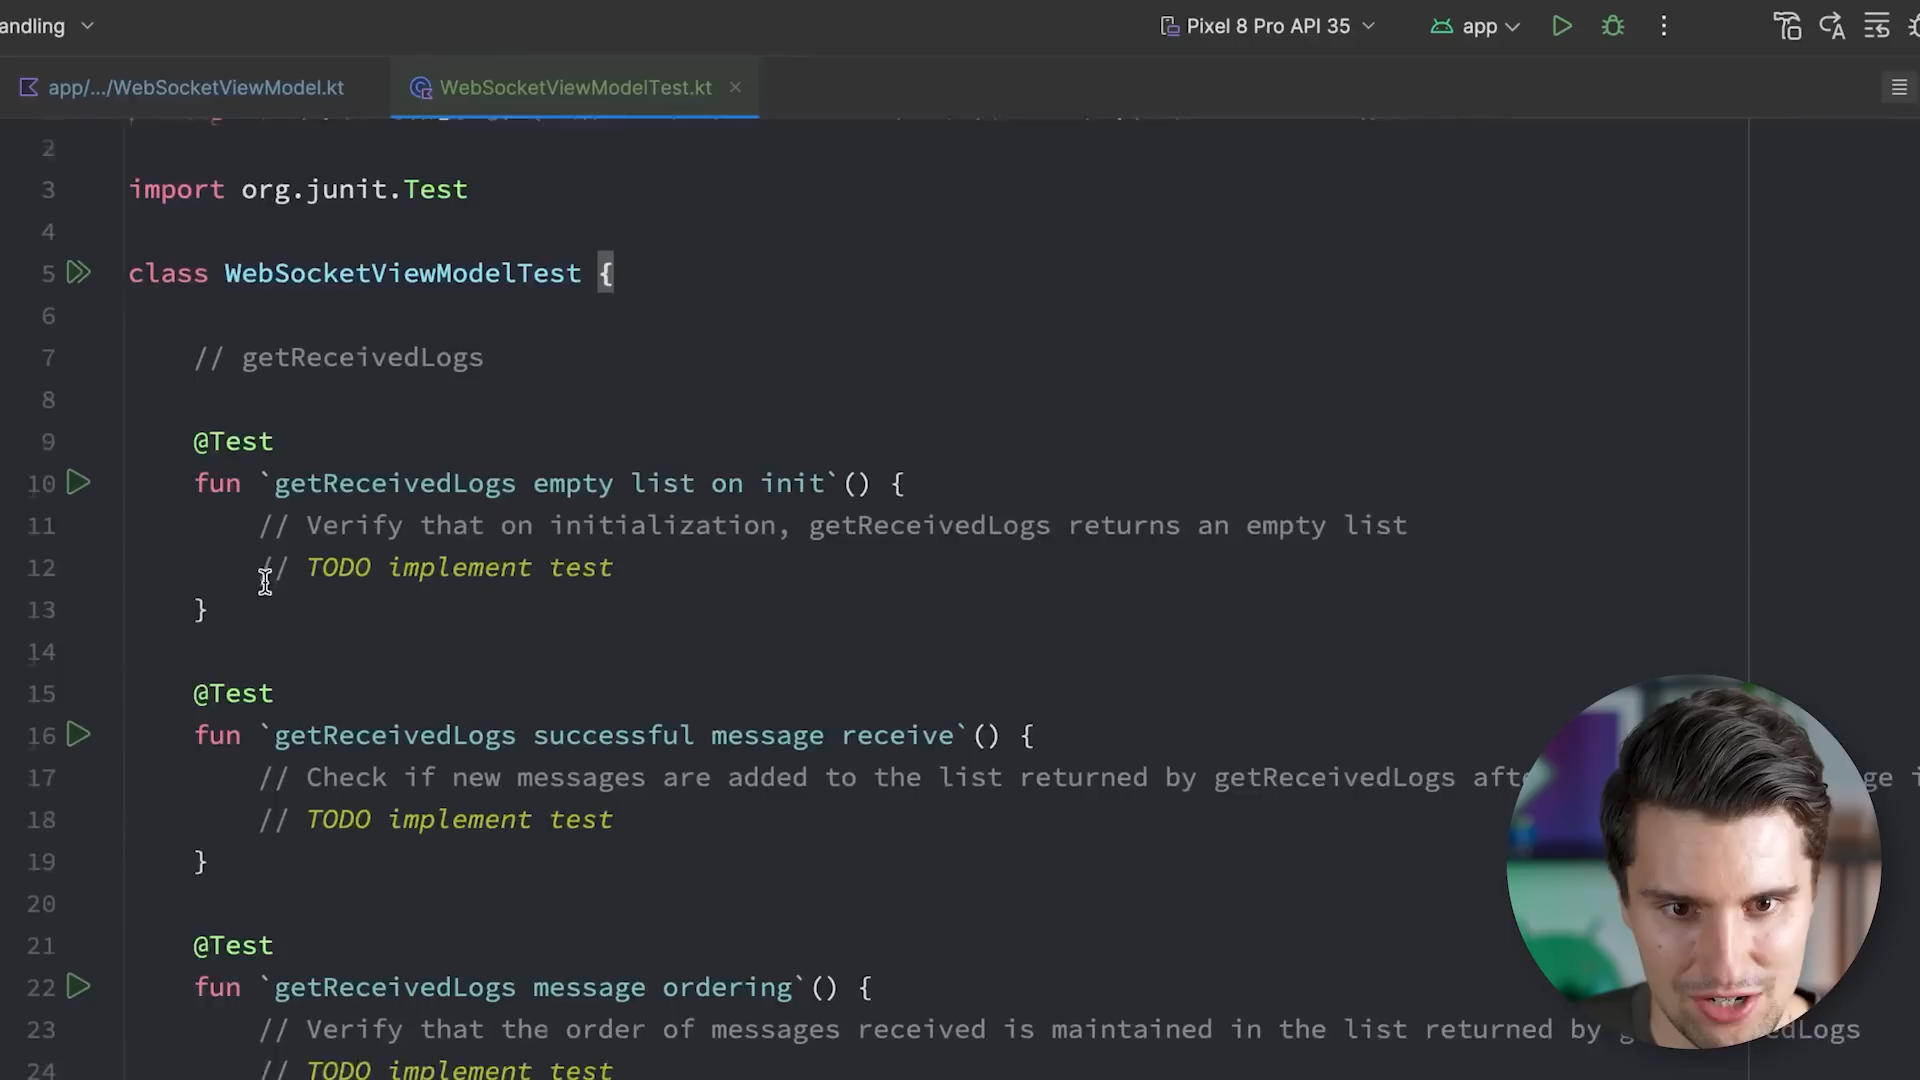 andling
Pixel 8 Pro API 35
app
app/.../WebSocketViewModel.kt
WebSocketViewModelTest.kt
2
3 import org.junit.Test
4
5 class WebSocketViewModelTest {
6
7 // getReceivedLogs
8
9 @Test
10 fun `getReceivedLogs empty list on init`() {
11 // Verify that on initialization, getReceivedLogs returns an empty list
12 // TODO implement test
13 }
14
15 @Test
16 fun `getReceivedLogs successful message receive`() {
17 // Check if new messages are added to the list returned by getReceivedLogs afte ge i
18 // TODO implement test
19 }
20
21 @Test
22 fun `getReceivedLogs message ordering`() {
23 // Verify that the order of messages received is maintained in the list returned by g edLogs
24 // TODO implement test